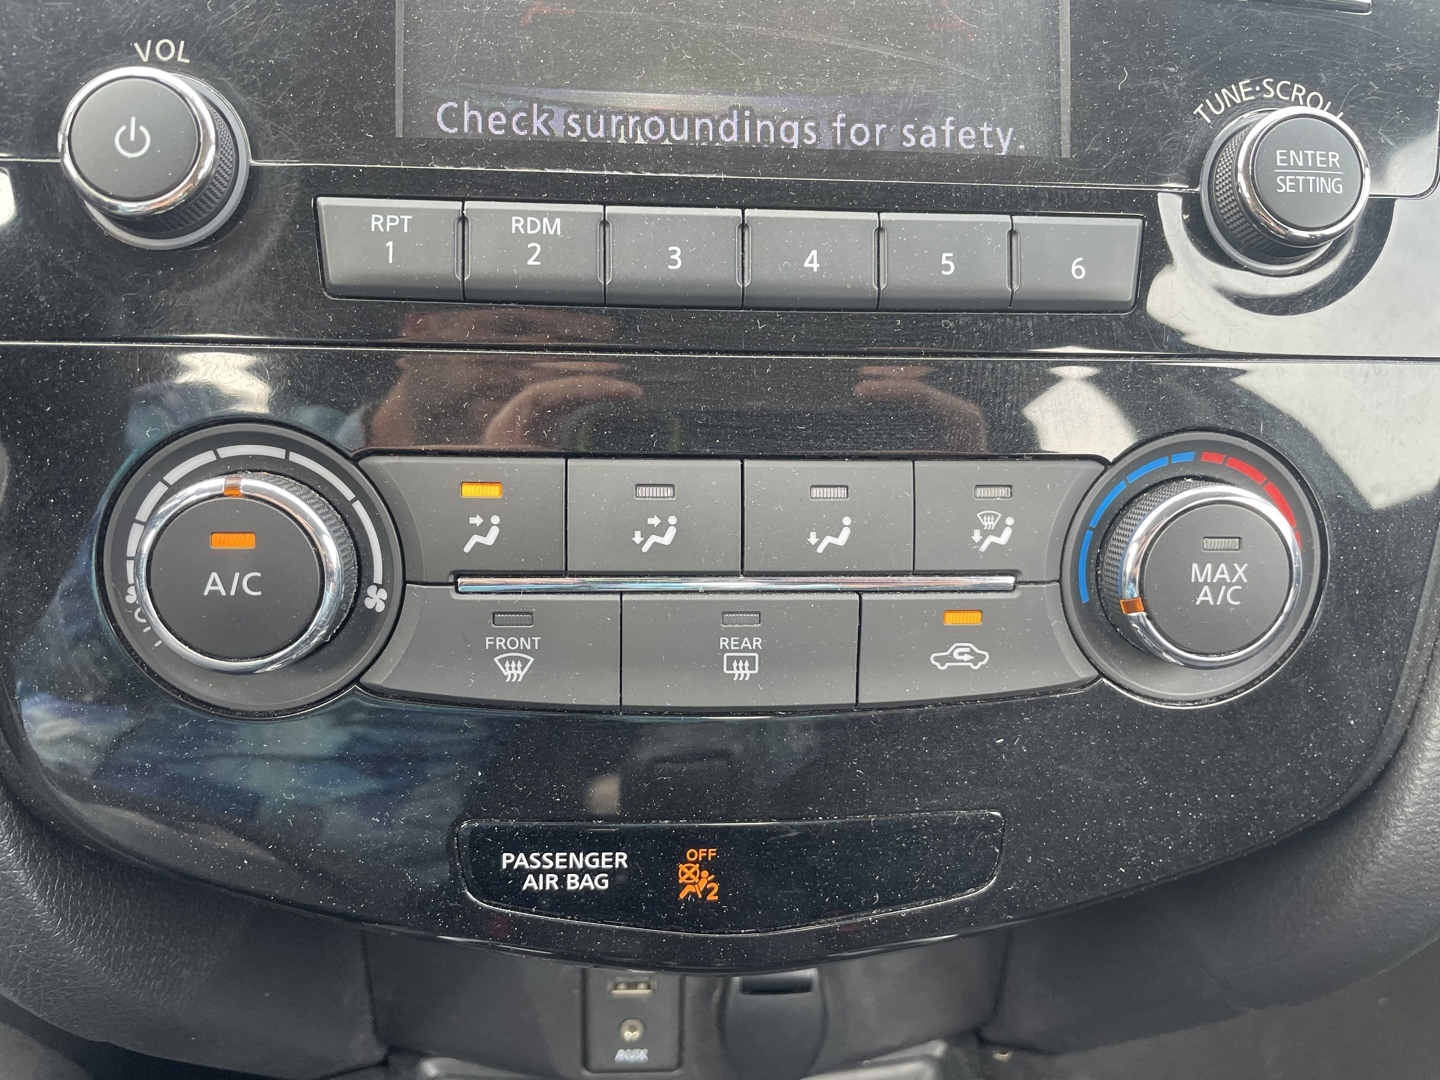 VOL
Check surroundings for safety.
TUNE·SCROLL
ENTER
SETTING
RPT
1
RDM
2
3
4
5
6
A/C
MAX
A/C
FRONT
REAR
PASSENGER
AIR BAG
OFF
2
AUX